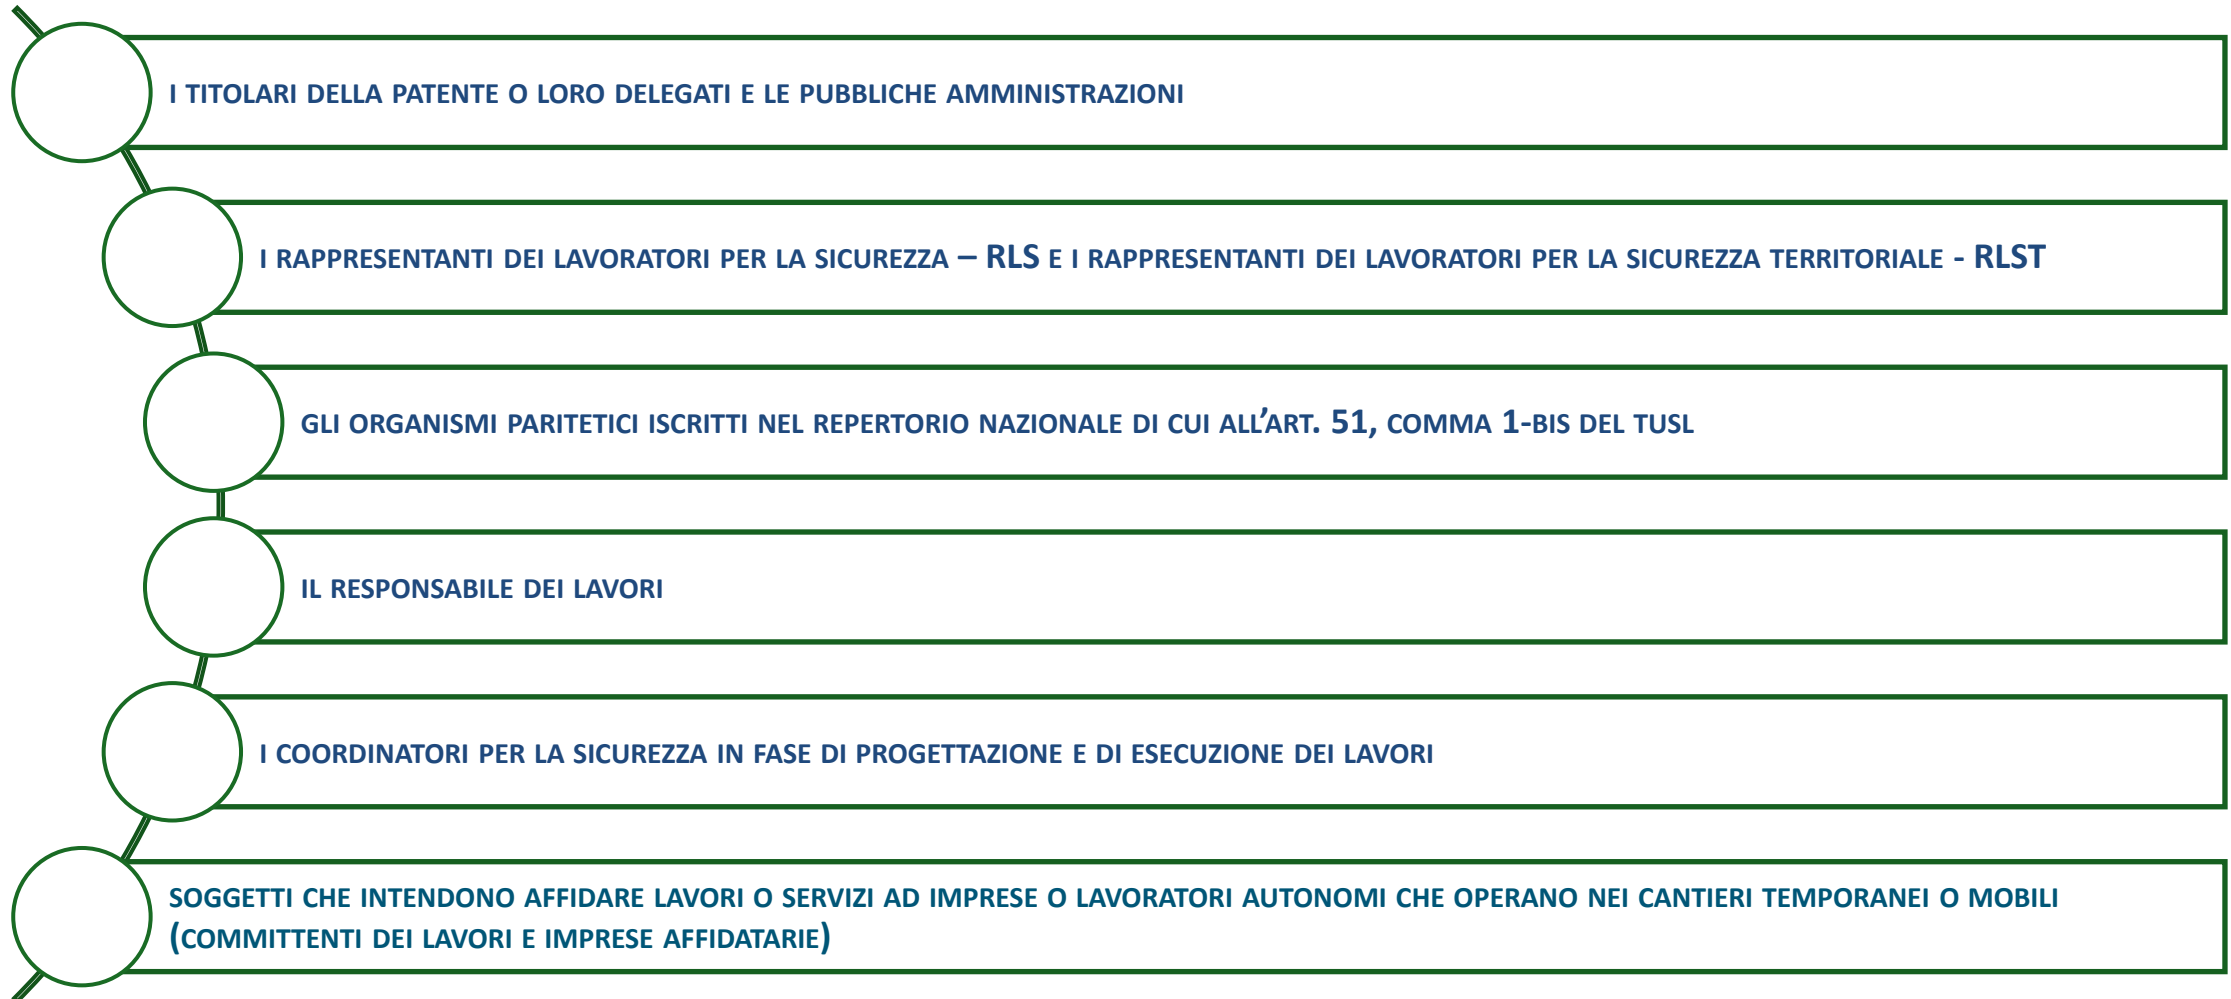 I TITOLARI DELLA PATENTE O LORO DELEGATI E LE PUBBLICHE AMMINISTRAZIONI
I RAPPRESENTANTI DEI LAVORATORI PER LA SICUREZZA – RLS E I RAPPRESENTANTI DEI LAVORATORI PER LA SICUREZZA TERRITORIALE - RLST
GLI ORGANISMI PARITETICI ISCRITTI NEL REPERTORIO NAZIONALE DI CUI ALL’ART. 51, COMMA 1-BIS DEL TUSL
IL RESPONSABILE DEI LAVORI
I COORDINATORI PER LA SICUREZZA IN FASE DI PROGETTAZIONE E DI ESECUZIONE DEI LAVORI
SOGGETTI CHE INTENDONO AFFIDARE LAVORI O SERVIZI AD IMPRESE O LAVORATORI AUTONOMI CHE OPERANO NEI CANTIERI TEMPORANEI O MOBILI
(COMMITTENTI DEI LAVORI E IMPRESE AFFIDATARIE)